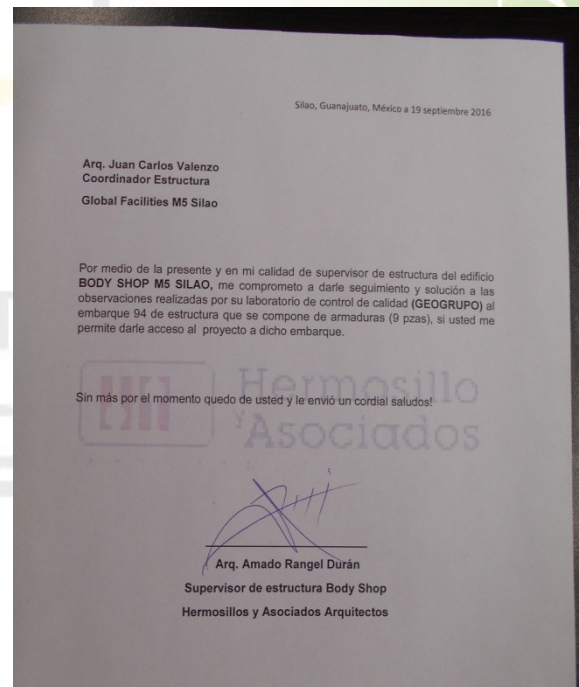 Silao, Guanajuato, México a 19 septiembre 2016
Arq. Juan Carlos Valenzo
Coordinador Estructura
Global Facilities M5 Silao
Por medio de la presente y en mi calidad de supervisor de estructura del edificio
BODY SHOP M5 SILAO, me comprometo a darle seguimiento y solución a las
observaciones realizadas por su laboratorio de control de calidad (GEOGRUPO) al
embarque 94 de estructura que se compone de armaduras (9 pzas), si usted me
permite darle acceso al proyecto a dicho embarque.
Hermosillo
y Asociados
Sin más por el momento quedo de usted y le envió un cordial saludos!
Arq. Amado Rangel Durán
Supervisor de estructura Body Shop
Hermosillos y Asociados Arquitectos